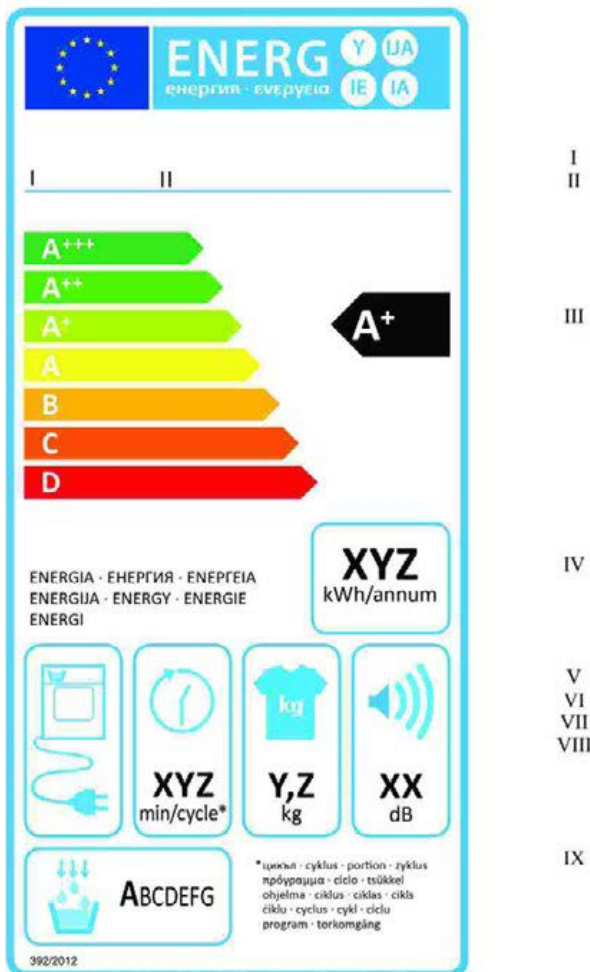 ENERG Y IJA
енергия · ενεργεια IE IA
I
I II
II
A+++
A++
A+
A+
III
A
B
C
D
XYZ
IV
kWh/annum
ENERGIA · ЕНЕРГИЯ · ΕΝΕΡΓΕΙΑ
ENERGIJA · ENERGY · ENERGIE
ENERGI
V
VI
kg
VII
VIII
XYZ Y,Z XX
min/cycle* kg dB
IX
ABCDEFG
*цикъл · cyklus · portion · zyklus
πρόγραμμα · ciclo · tsükkel
ohjelma · ciklus · ciklas · cikls
ċiklu · cyclus · cykl · ciclu
program · torkomgång
392/2012